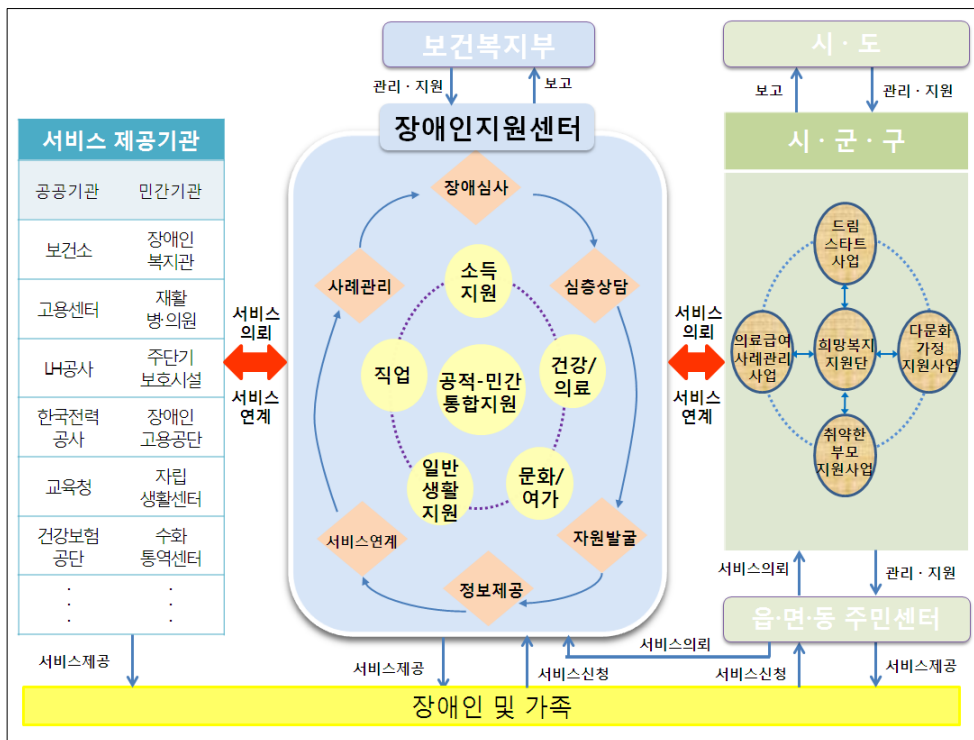 보건복지부
시 · 도
관리 · 지원
보고
보고
관리 · 지원
서비스 제공기관
공공기관
민간기관
보건소
장애인
복지관
고용센터
재활
병·의원
LH공사
주단기
보호시설
한국전력
공사
장애인
고용공단
교육청
자립
생활센터
건강보험
공단
수화
통역센터
.
.
.
.
.
.
서비스
의뢰
서비스
연계
장애인지원센터
장애심사
사례관리
심층상담
소득
지원
직업
공적-민간
통합지원
건강/
의료
일반
생활
지원
문화/
여가
서비스연계
자원발굴
정보제공
서비스
의뢰
서비스
연계
시 · 군 · 구
드림
스타트
사업
의료급여
사례관리
사업
희망복지
지원단
다문화
가정
지원사업
취약한
부모
지원사업
서비스의뢰
관리 · 지원
읍·면·동 주민센터
서비스제공
서비스제공
서비스신청
서비스의뢰
서비스신청
서비스제공
장애인 및 가족